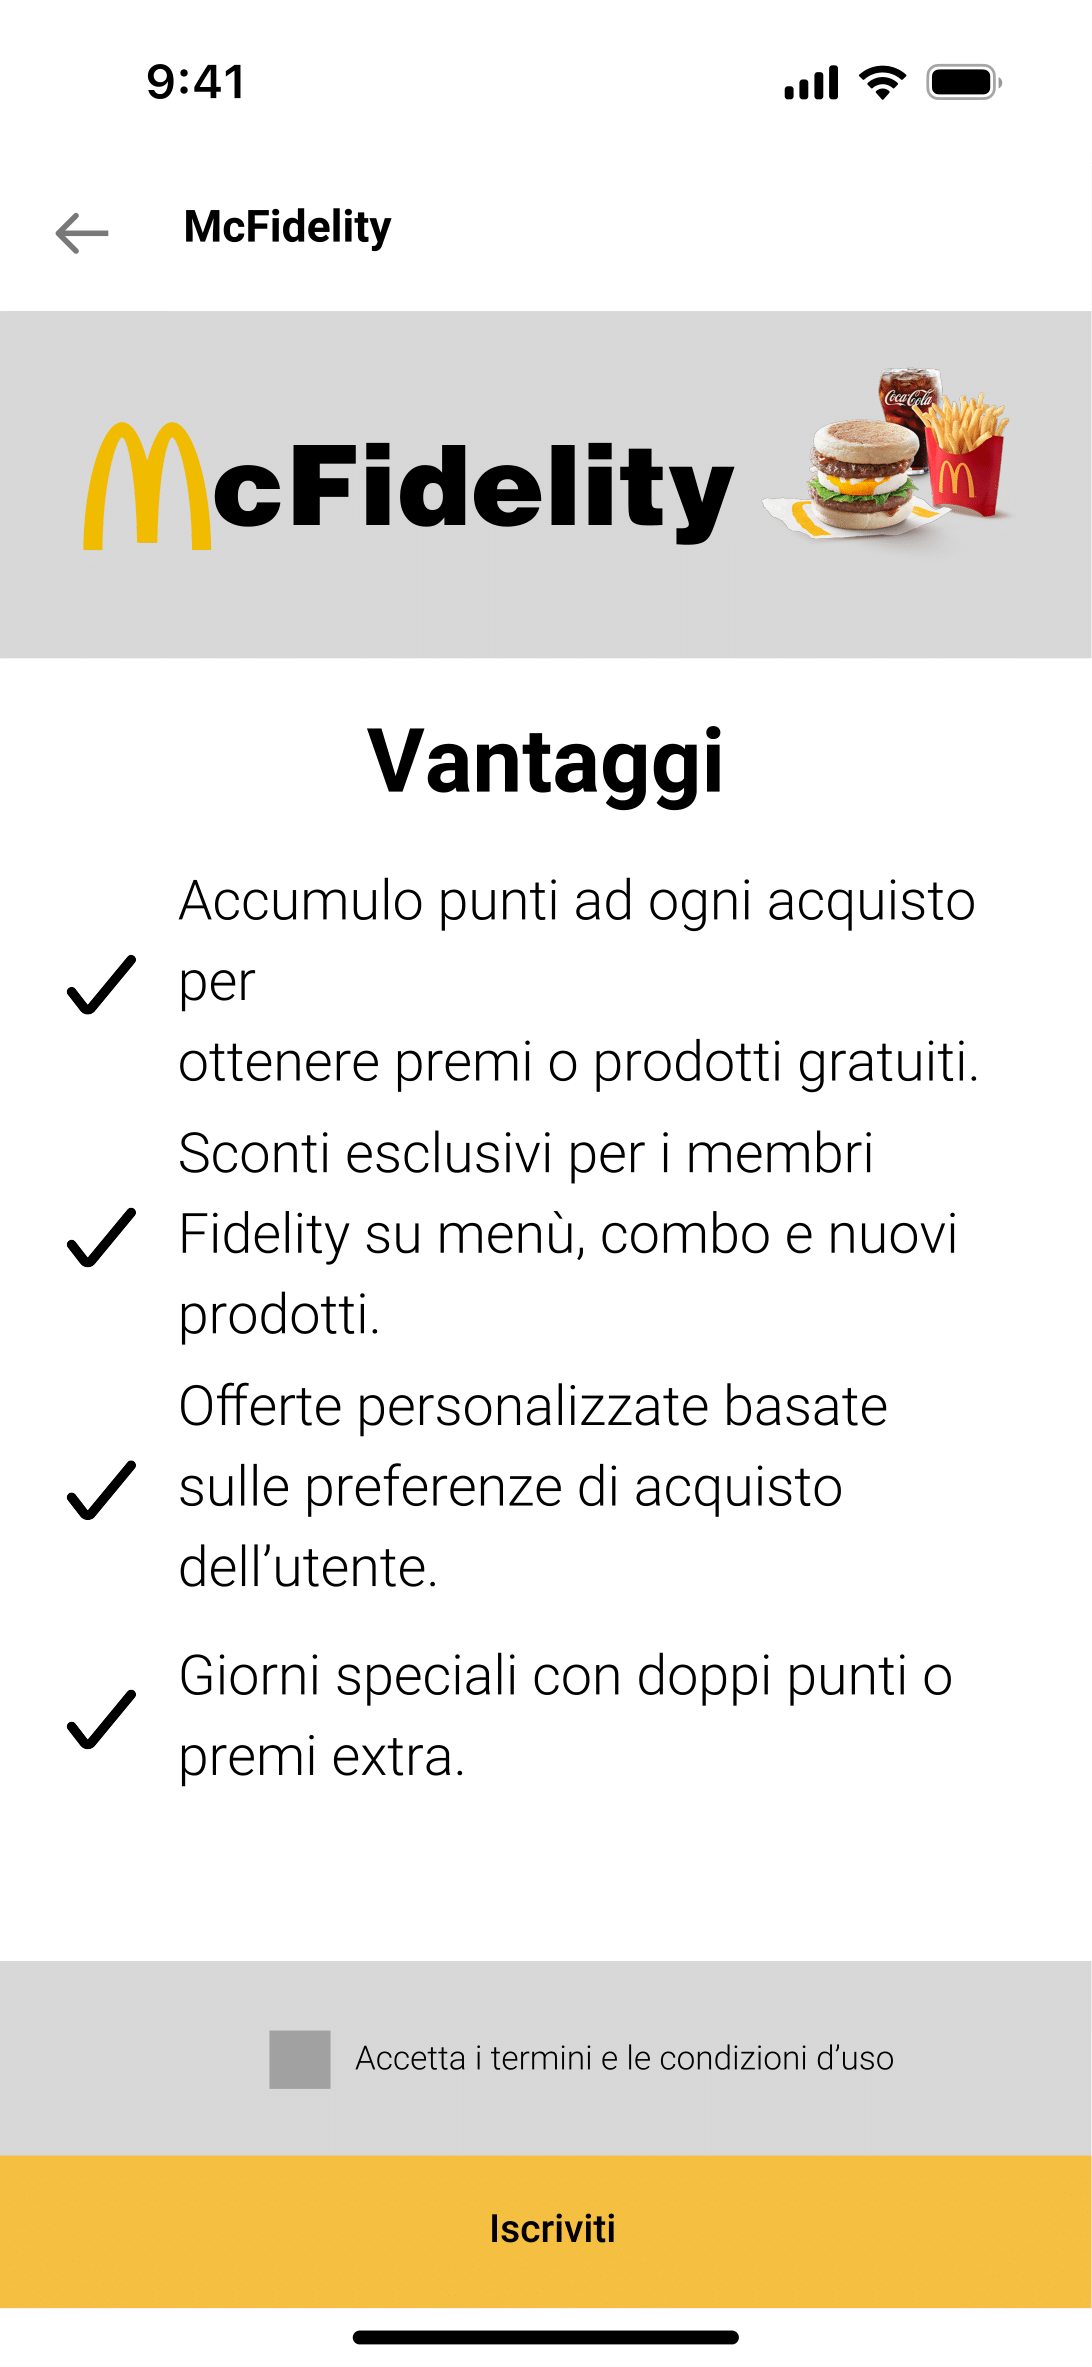 9:41
McFidelity
McFidelity
Coca-Cola
Vantaggi
Accumulo punti ad ogni acquisto
per
ottenere premi o prodotti gratuiti.
Sconti esclusivi per i membri
Fidelity su menù, combo e nuovi
prodotti.
Offerte personalizzate basate
sulle preferenze di acquisto
dell’utente.
Giorni speciali con doppi punti o
premi extra.
Accetta i termini e le condizioni d’uso
Iscriviti